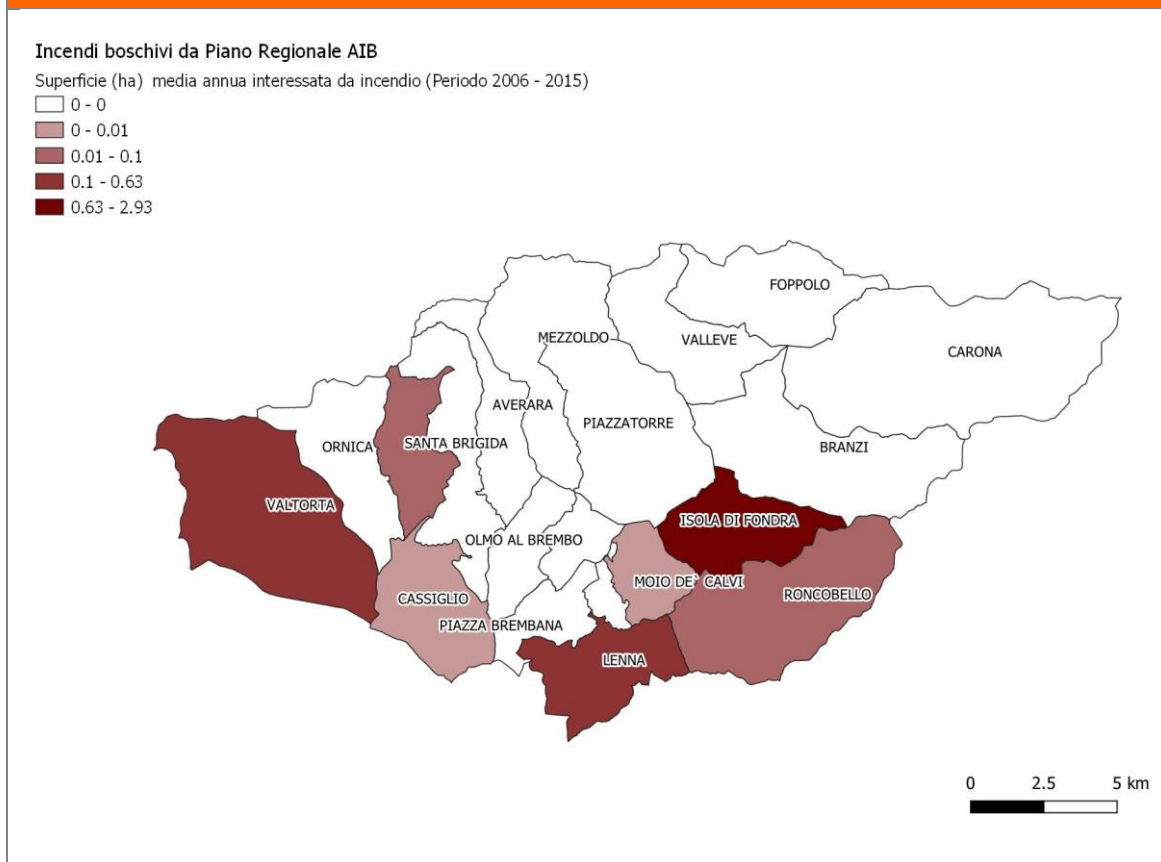 Incendi boschivi da Piano Regionale AIB
Superficie (ha) media annua interessata da incendio (Periodo 2006 - 2015)
0 - 0
0 - 0.01
0.01 - 0.1
0.1 - 0.63
0.63 - 2.93
FOPPOLO
MEZZOLDO
VALLEVE
CARONA
AVERARA
PIAZZATORRE
ORNICA
SANTA BRIGIDA
BRANZI
VALTORTA
ISOLA DI FONDRA
OLMO AL BREMBO
MOIO DE` CALVI
CASSIGLIO
RONCOBELLO
PIAZZA BREMBANA
LENNA
0 2.5 5 km